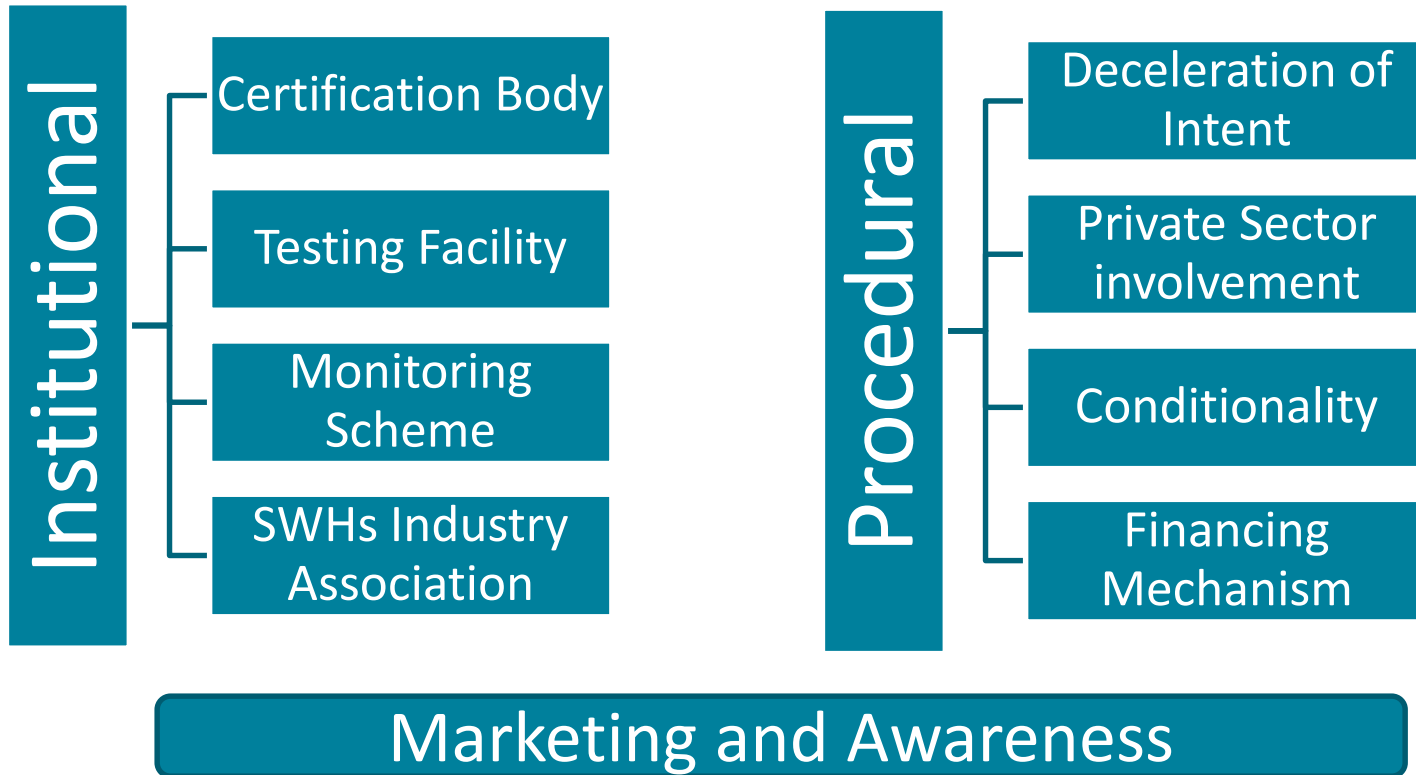 Institutional
Certification Body
Testing Facility
Monitoring
Scheme
SWHs Industry
Association
Procedural
Deceleration of
Intent
Private Sector
involvement
Conditionality
Financing
Mechanism
Marketing and Awareness